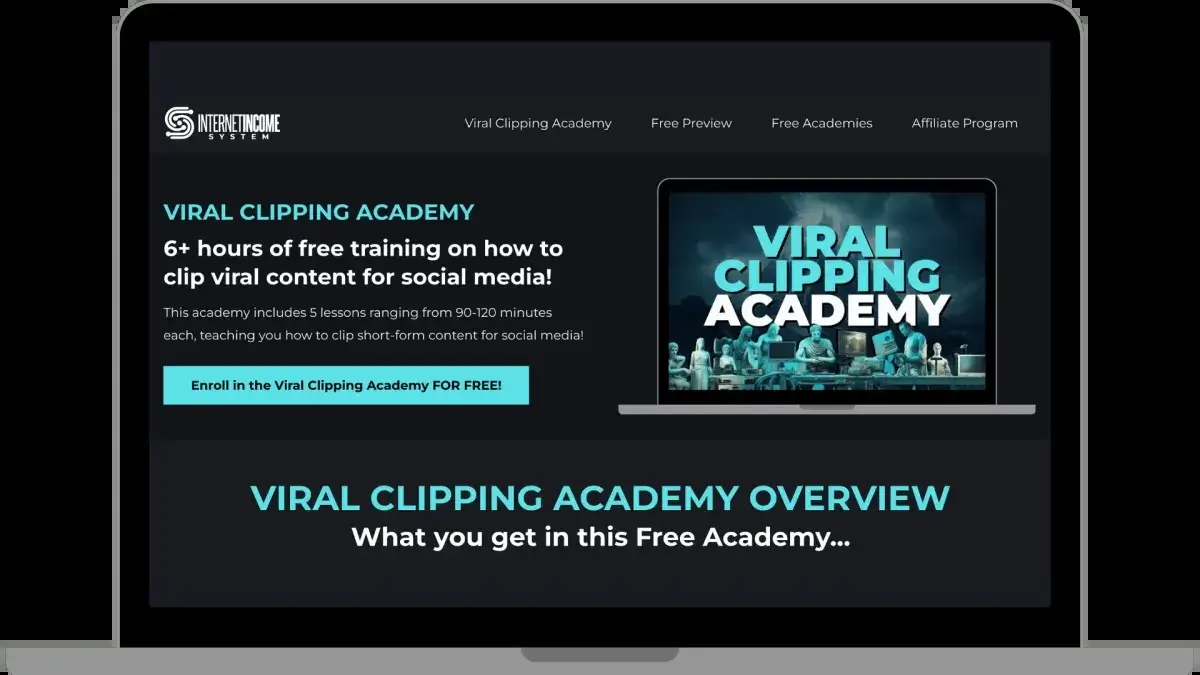 INTERNETINCOME
SYSTEM
Viral Clipping Academy
Free Preview
Free Academies
Affiliate Program
VIRAL CLIPPING ACADEMY
6+ hours of free training on how to
clip viral content for social media!
This academy includes 5 lessons ranging from 90-120 minutes
each, teaching you how to clip short-form content for social media!
Enroll in the Viral Clipping Academy FOR FREE!
VIRAL
CLIPPING
ACADEMY
VIRAL CLIPPING ACADEMY OVERVIEW
What you get in this Free Academy...